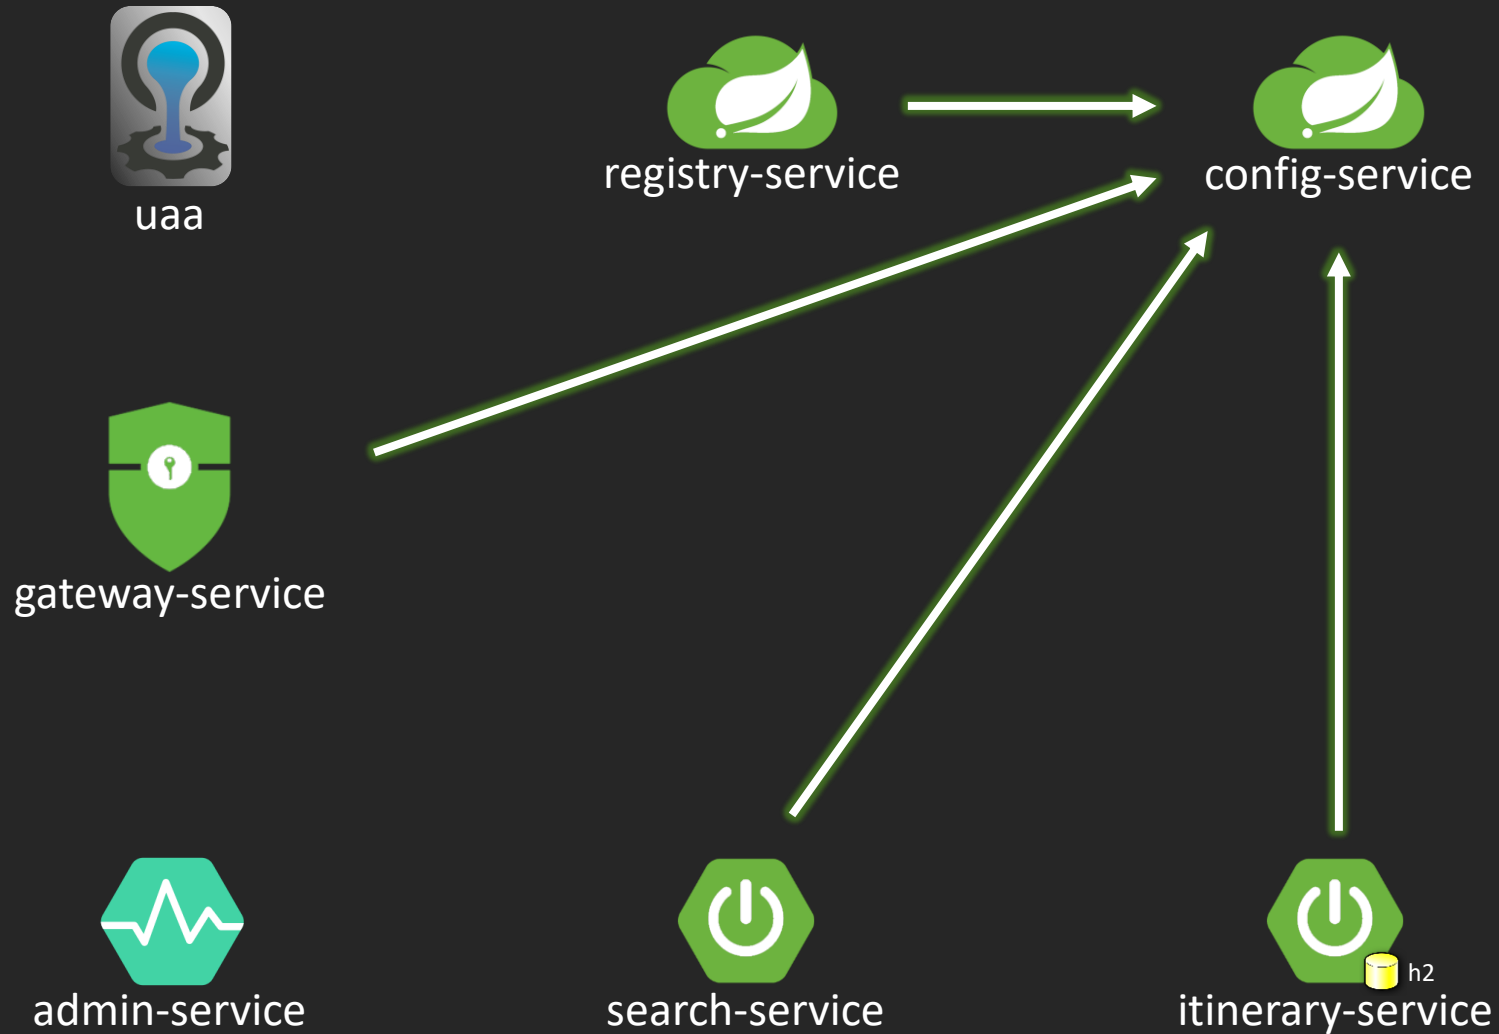 uaa
registry-service
config-service
gateway-service
admin-service
search-service
h2
itinerary-service